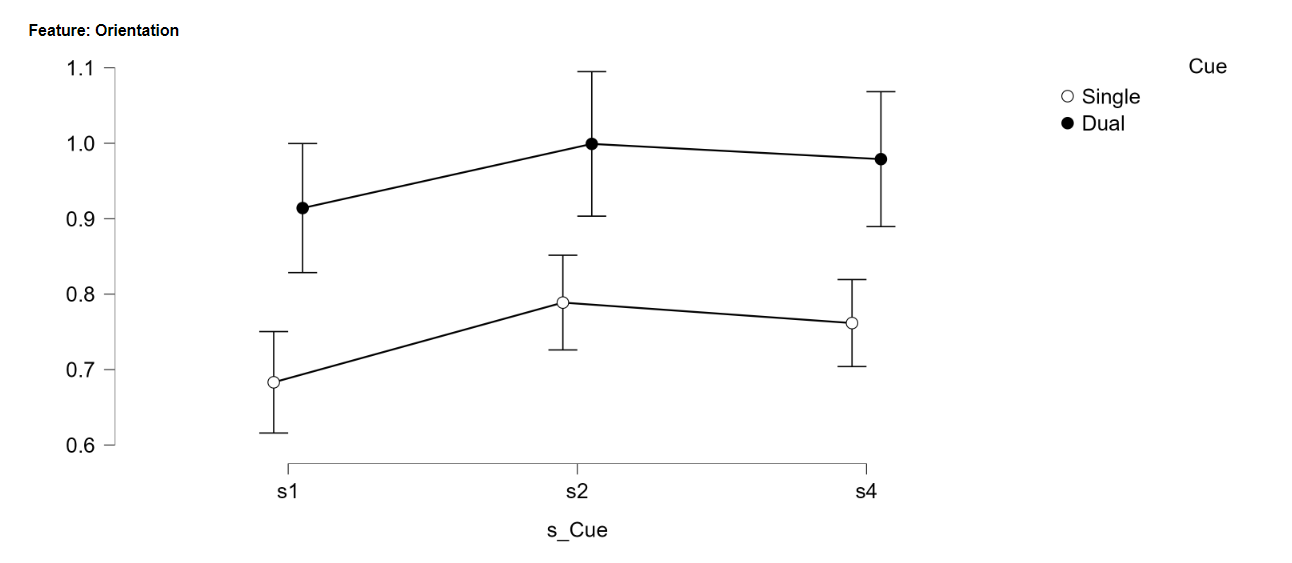 Feature: Orientation
Cue
Single
Dual
1.1
1.0
0.9
0.8
0.7
0.6
s1 s2 s4
s_Cue